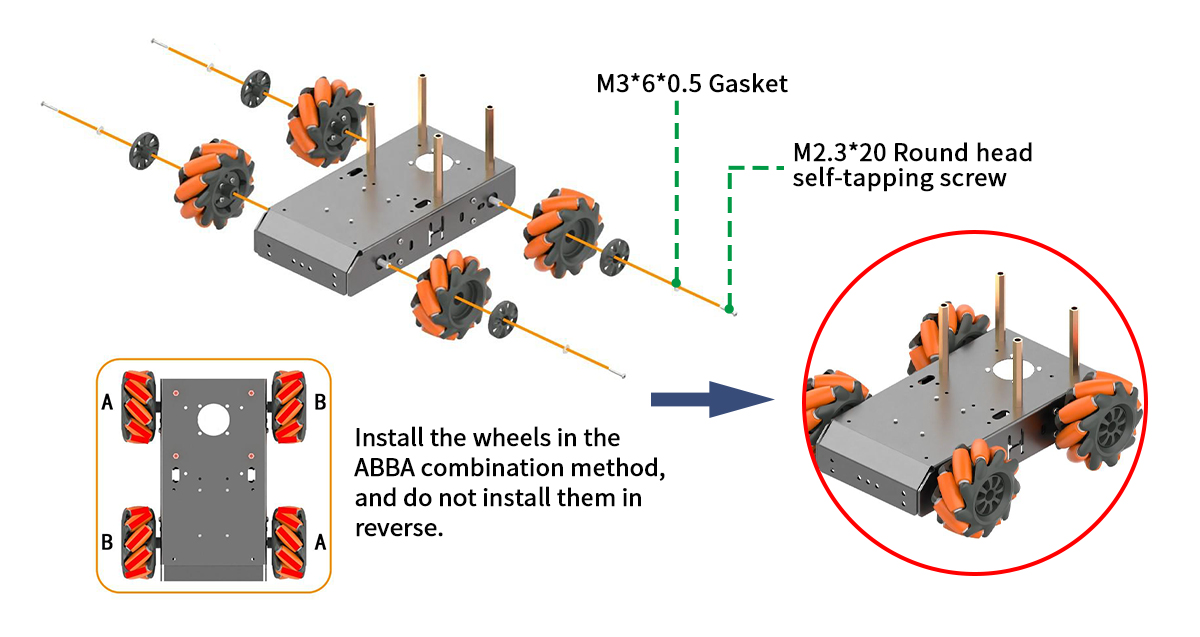 M3*6*0.5 Gasket
M2.3*20 Round head
self-tapping screw
A
B
B
A
Install the wheels in the
ABBA combination method,
and do not install them in
reverse.